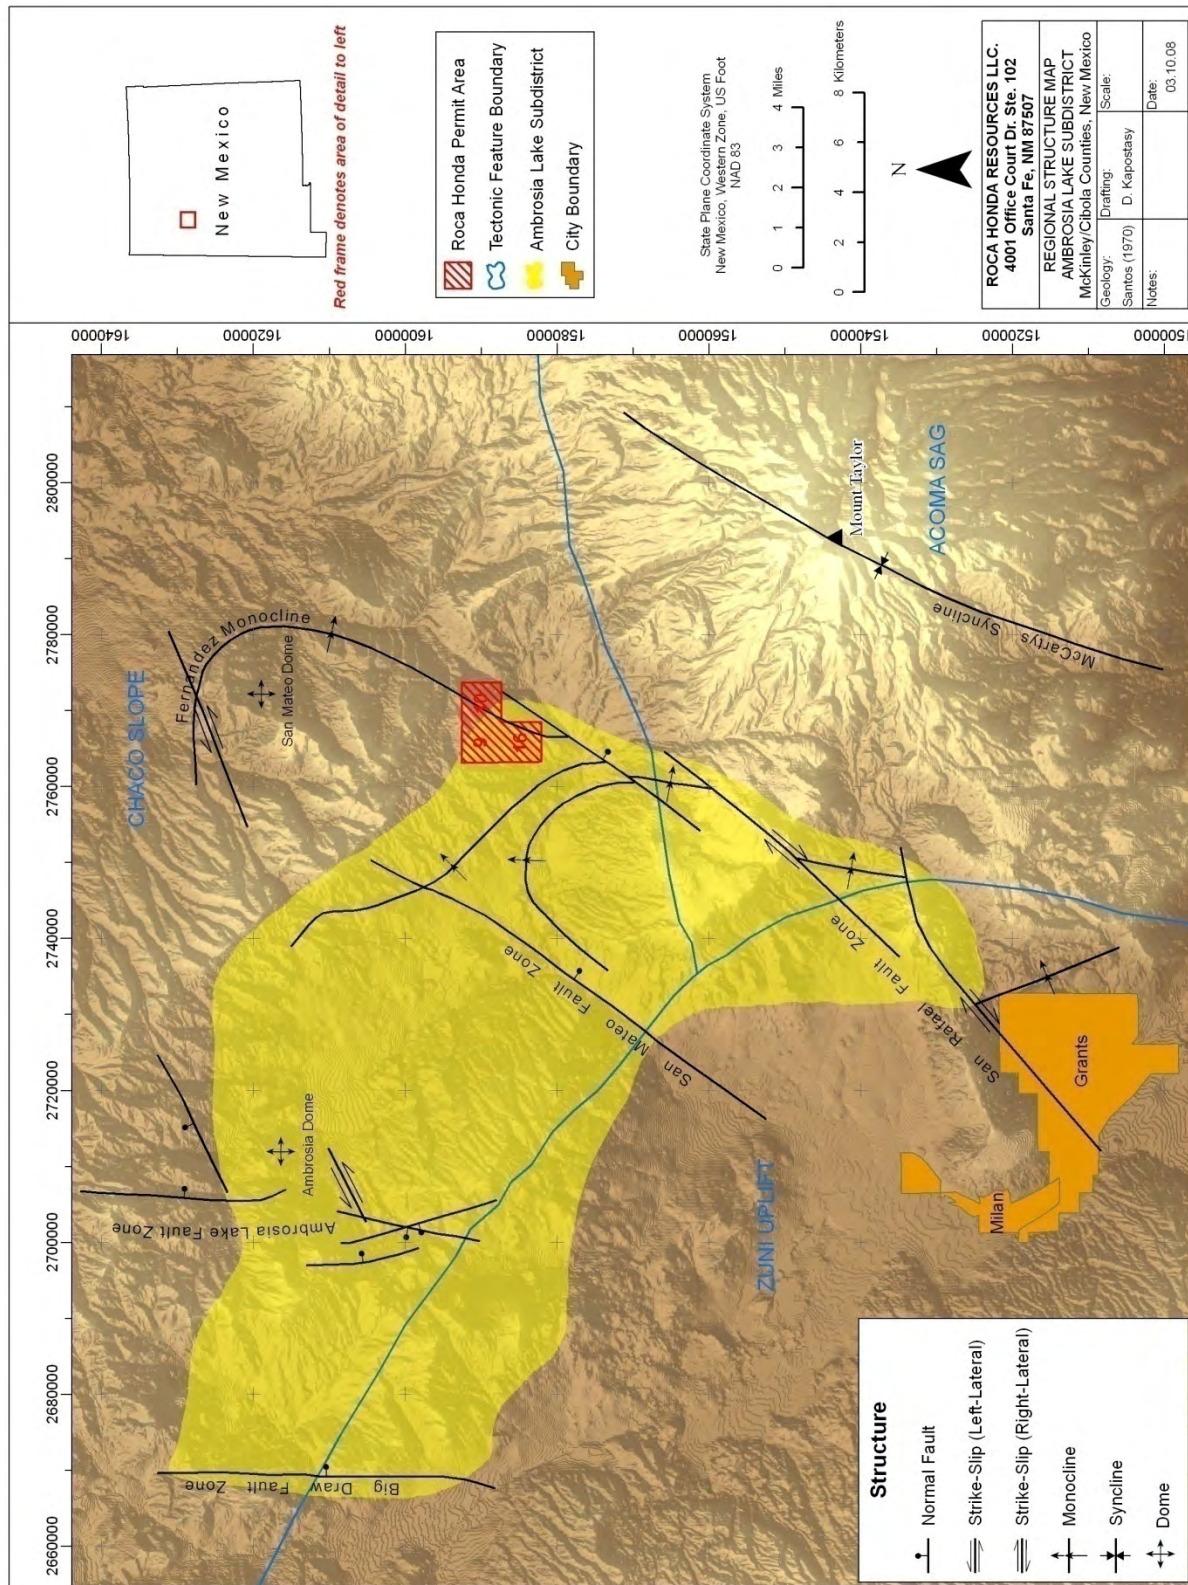 2660000
2680000
2700000
2720000
2740000
2760000
2780000
2800000
1640000
1620000
1600000
1580000
1560000
1540000
1520000
CHACO SLOPE
Fernandez Monocline
San Mateo Dome
Ambrosia Dome
Ambrosia Lake Fault Zone
Big Draw Fault Zone
San Mateo Fault Zone
9
10
16
ZUNI UPLIFT
San Rafael Fault Zone
Mount Taylor
ACOMA SAG
McCartys Syncline
Milan
Grants
Structure
Normal Fault
Strike-Slip (Left-Lateral)
Strike-Slip (Right-Lateral)
Monocline
Syncline
Dome
New Mexico
Red frame denotes area of detail to left
Roca Honda Permit Area
Tectonic Feature Boundary
Ambrosia Lake Subdistrict
City Boundary
State Plane Coordinate System
New Mexico, Western Zone, US Foot
NAD 83
0 1 2 3 4 Miles
0 2 4 6 8 Kilometers
N
ROCA HONDA RESOURCES LLC.
4001 Office Court Dr. Ste. 102
Santa Fe, NM 87507
REGIONAL STRUCTURE MAP
AMBROSIA LAKE SUBDISTRICT
McKinley/Cibola Counties, New Mexico
Geology: Drafting: Scale:
Santos (1970) D. Kapostasy
Notes: Date:
03.10.08